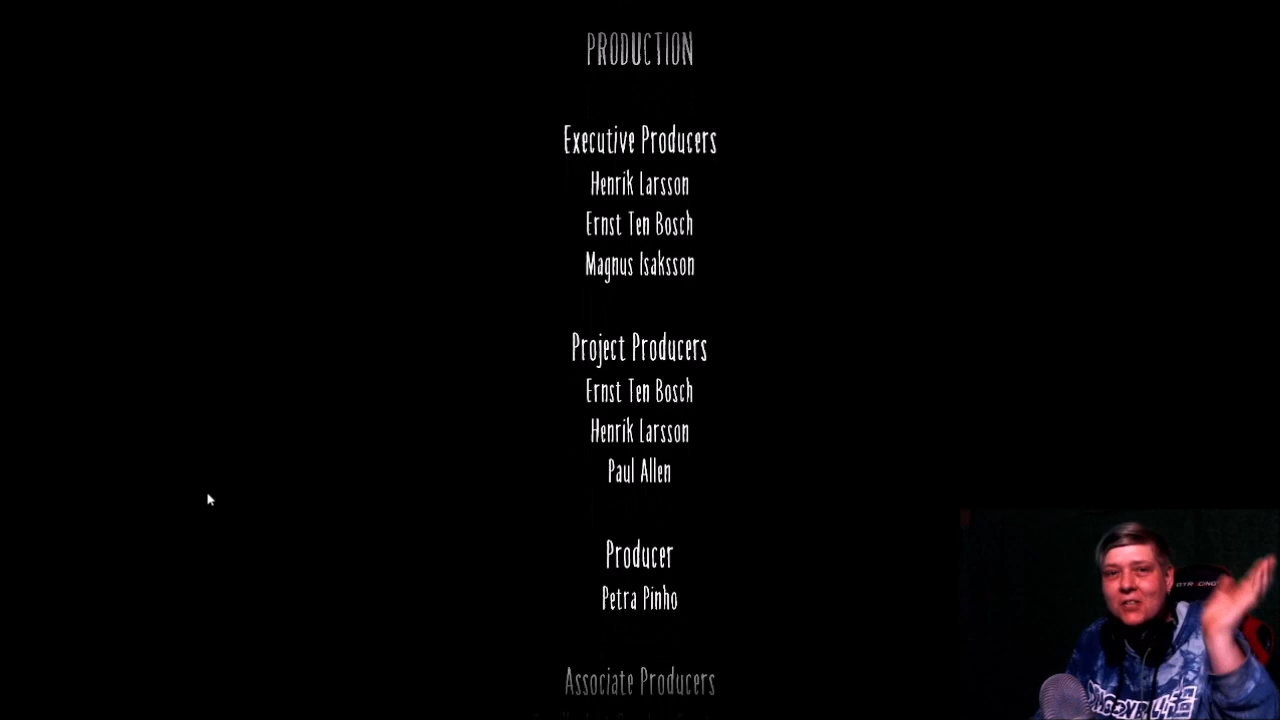 PRODUCTION
Executive Producers
Henrik Larsson
Ernst Ten Bosch
Magnus Isaksson
Project Producers
Ernst Ten Bosch
Henrik Larsson
Paul Allen
Producer
Petra Pinho
Associate Producers